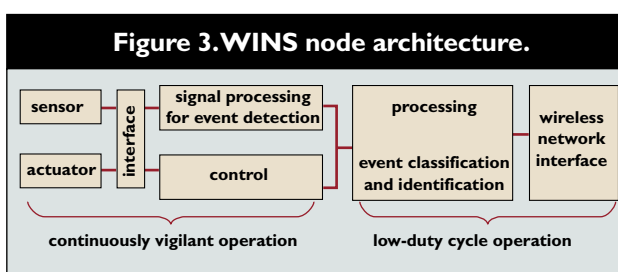 Figure 3. WINS node architecture.
sensor
actuator
interface
signal processing
for event detection
control
processing
event classification
and identification
wireless
network
interface
continuously vigilant operation
low-duty cycle operation